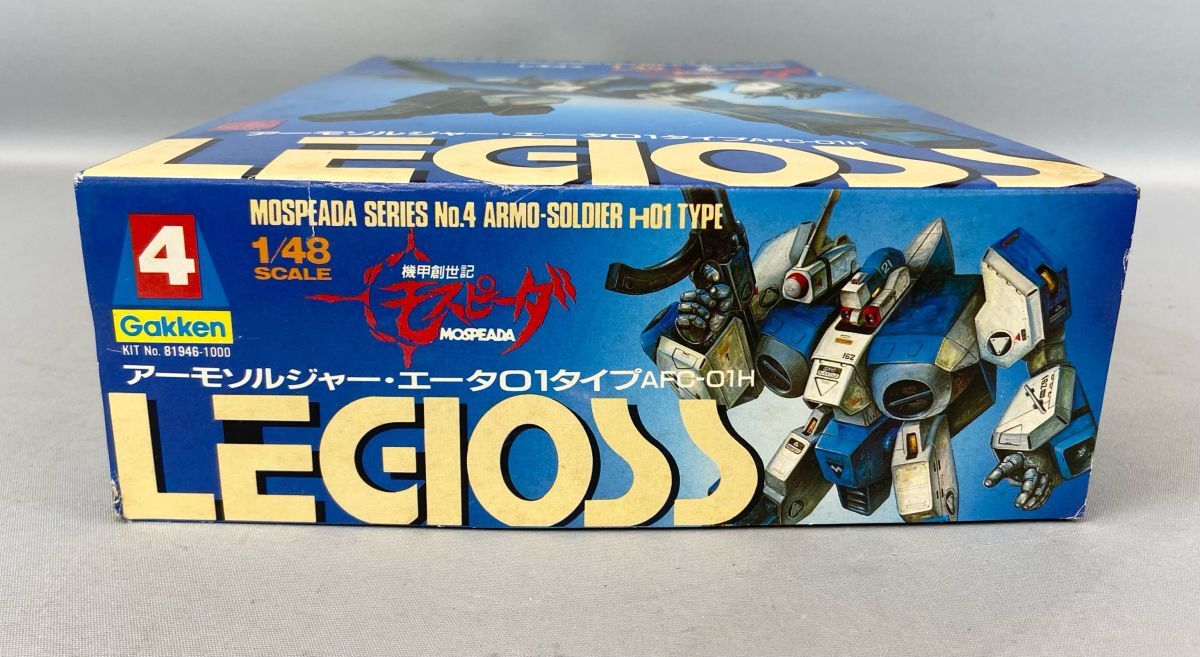 アーモソルジャー・エータ01タイプAFC-01H
LEGIOSS
4
MOSPEADA SERIES No.4 ARMO-SOLDIER H01 TYPE
1/48
SCALE
機甲創世記
モスピーダ
MOSPEADA
Gakken
KIT No. 81946-1000
アーモソルジャー・エータ01タイプAFC-01H
LEGIOSS
21
162